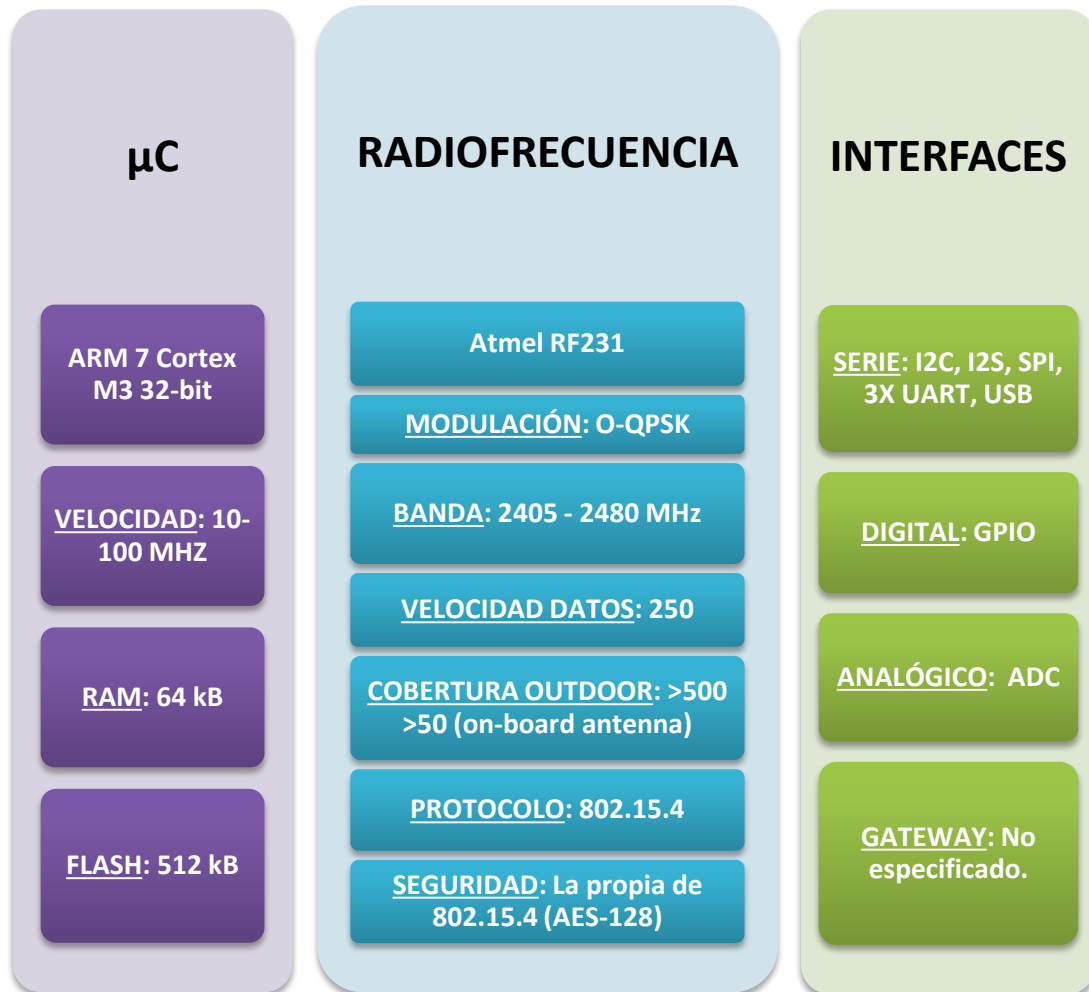 µC
ARM 7 Cortex
M3 32-bit
VELOCIDAD: 10-
100 MHZ
RAM: 64 kB
FLASH: 512 kB
RADIOFRECUENCIA
Atmel RF231
MODULACIÓN: O-QPSK
BANDA: 2405 - 2480 MHz
VELOCIDAD DATOS: 250
COBERTURA OUTDOOR: >500
>50 (on-board antenna)
PROTOCOLO: 802.15.4
SEGURIDAD: La propia de
802.15.4 (AES-128)
INTERFACES
SERIE: I2C, I2S, SPI,
3X UART, USB
DIGITAL: GPIO
ANALÓGICO: ADC
GATEWAY: No
especificado.